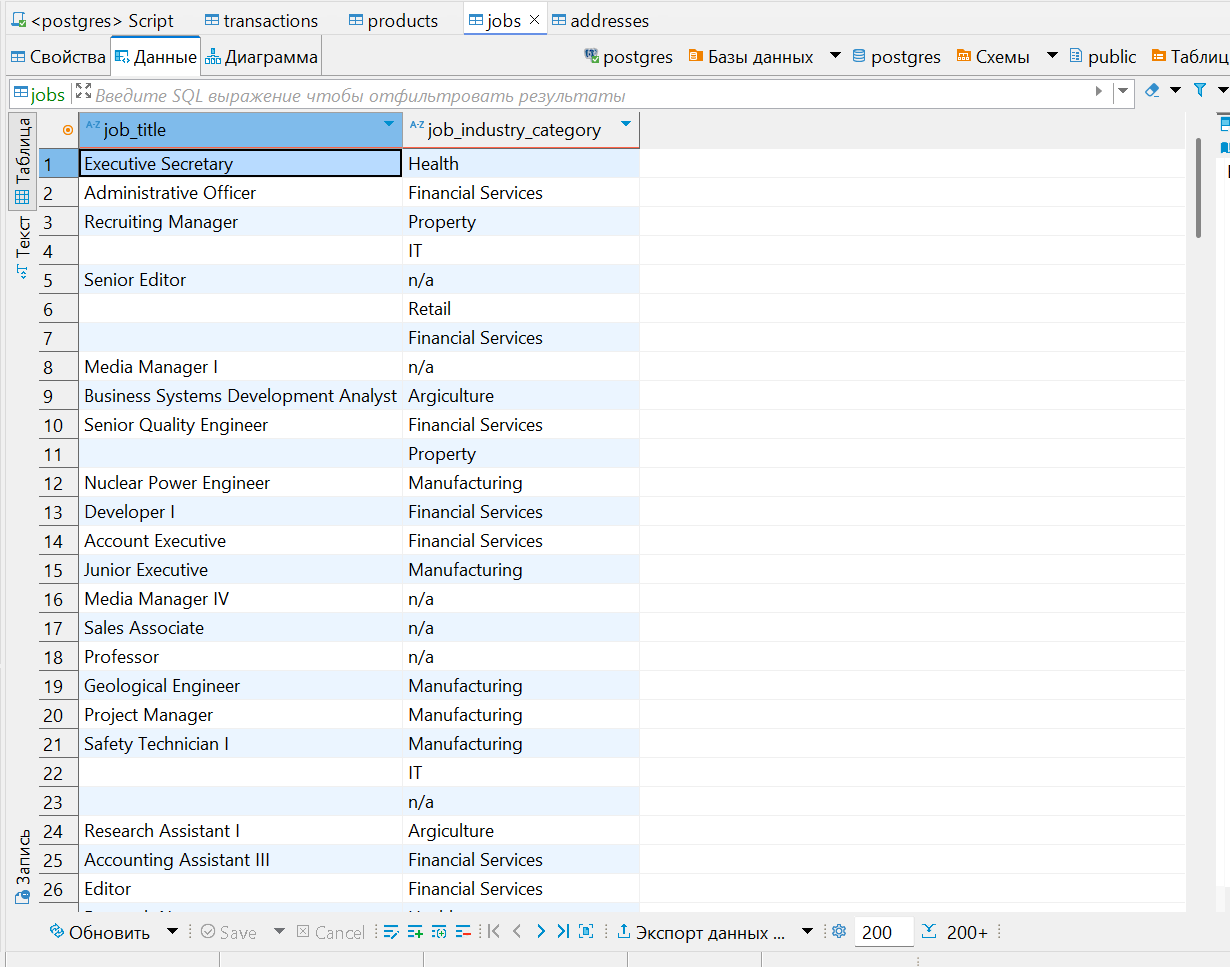 <postgres> Script transactions products jobs addresses
Свойства Данные Диаграмма postgres Базы данных postgres Схемы public Таблиц
jobs Введите SQL выражение чтобы отфильтровать результаты
Таблица
Текст
Запись
A-Z job_title A-Z job_industry_category
1 Executive Secretary Health
2 Administrative Officer Financial Services
3 Recruiting Manager Property
4 IT
5 Senior Editor n/a
6 Retail
7 Financial Services
8 Media Manager I n/a
9 Business Systems Development Analyst Argiculture
10 Senior Quality Engineer Financial Services
11 Property
12 Nuclear Power Engineer Manufacturing
13 Developer I Financial Services
14 Account Executive Financial Services
15 Junior Executive Manufacturing
16 Media Manager IV n/a
17 Sales Associate n/a
18 Professor n/a
19 Geological Engineer Manufacturing
20 Project Manager Manufacturing
21 Safety Technician I Manufacturing
22 IT
23 n/a
24 Research Assistant I Argiculture
25 Accounting Assistant III Financial Services
26 Editor Financial Services
Обновить Save Cancel Экспорт данных ... 200 200+